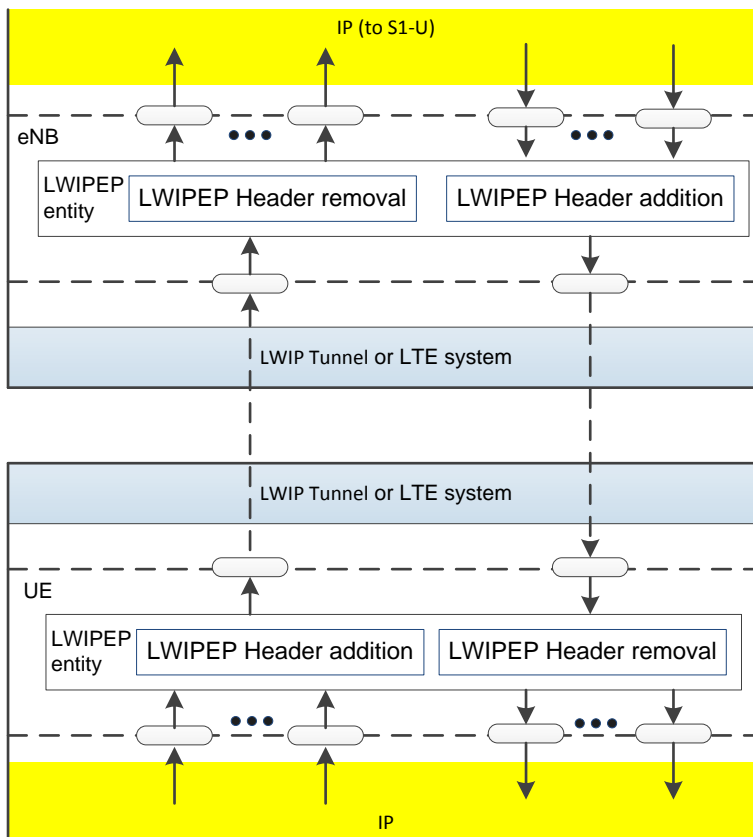 IP (to S1-U)
eNB
LWIPEP
entity
LWIPEP Header removal
LWIPEP Header addition
LWIP Tunnel or LTE system
LWIP Tunnel or LTE system
UE
LWIPEP
entity
LWIPEP Header addition
LWIPEP Header removal
IP